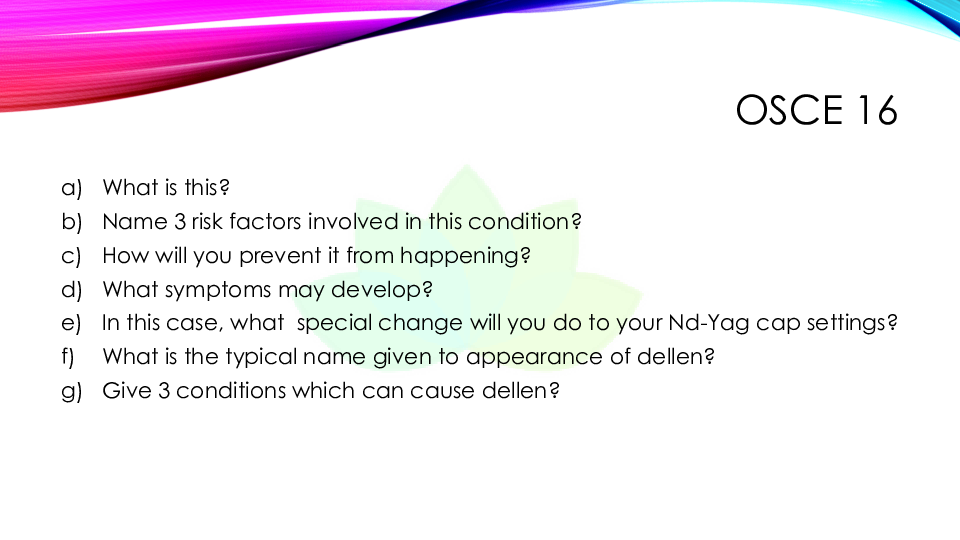 OSCE 16
a) What is this?
b) Name 3 risk factors involved in this condition?
c) How will you prevent it from happening?
d) What symptoms may develop?
e) In this case, what  special change will you do to your Nd-Yag cap settings?
f) What is the typical name given to appearance of dellen?
g) Give 3 conditions which can cause dellen?